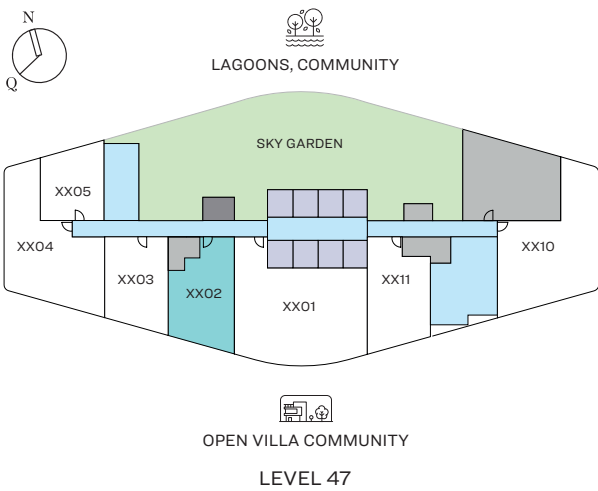 N
Q
LAGOONS, COMMUNITY
SKY GARDEN
XX05
XX04
XX03
XX02
XX01
XX11
XX10
OPEN VILLA COMMUNITY
LEVEL 47